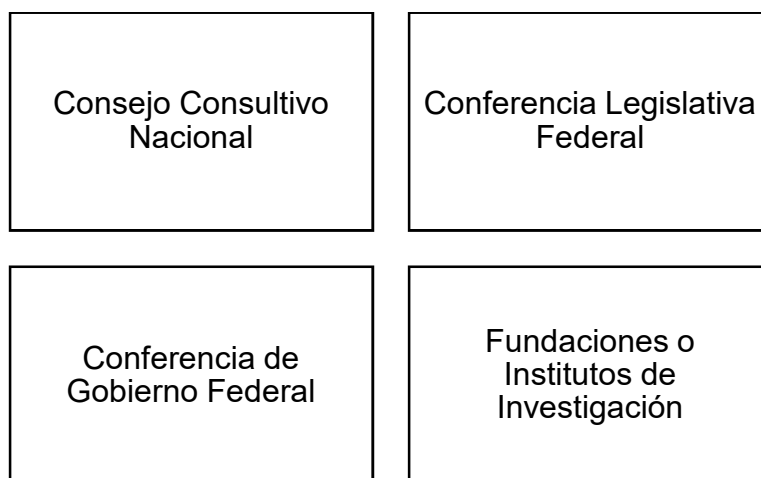 Consejo Consultivo
Nacional
Conferencia Legislativa
Federal
Conferencia de
Gobierno Federal
Fundaciones o
Institutos de
Investigación